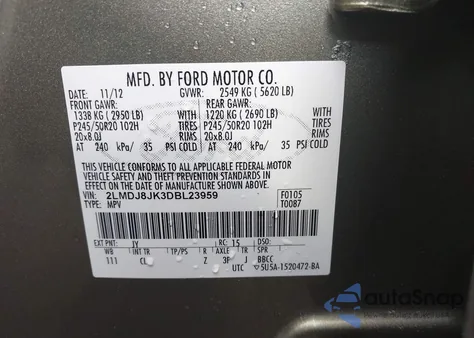 MFD. BY FORD MOTOR CO.
DATE: 11/12 GVWR: 2549 KG ( 5620 LB)
FRONT GAWR: REAR GAWR:
1338 KG ( 2950 LB) WITH 1220 KG ( 2690 LB) WITH
P245/50R20 102H TIRES P245/50R20 102H TIRES
20x8.0J RIMS 20x8.0J RIMS
AT 240 kPa/ 35 PSI COLD AT 240 kPa/ 35 PSI COLD
THIS VEHICLE CONFORMS TO ALL APPLICABLE FEDERAL MOTOR
VEHICLE SAFETY AND THEFT PREVENTION STANDARDS IN
EFFECT ON THE DATE OF MANUFACTURE SHOWN ABOVE.
VIN: 2LMDJ8JK3DBL23959 F0105
TYPE: MPV T0087
EXT PNT: JY RC: 15 DSO:
WB INT TR TP/PS R AXLE TR SPR
111 CL Z 3F J BBCC
UTC 5U5A-1520472-BA
autoSnap